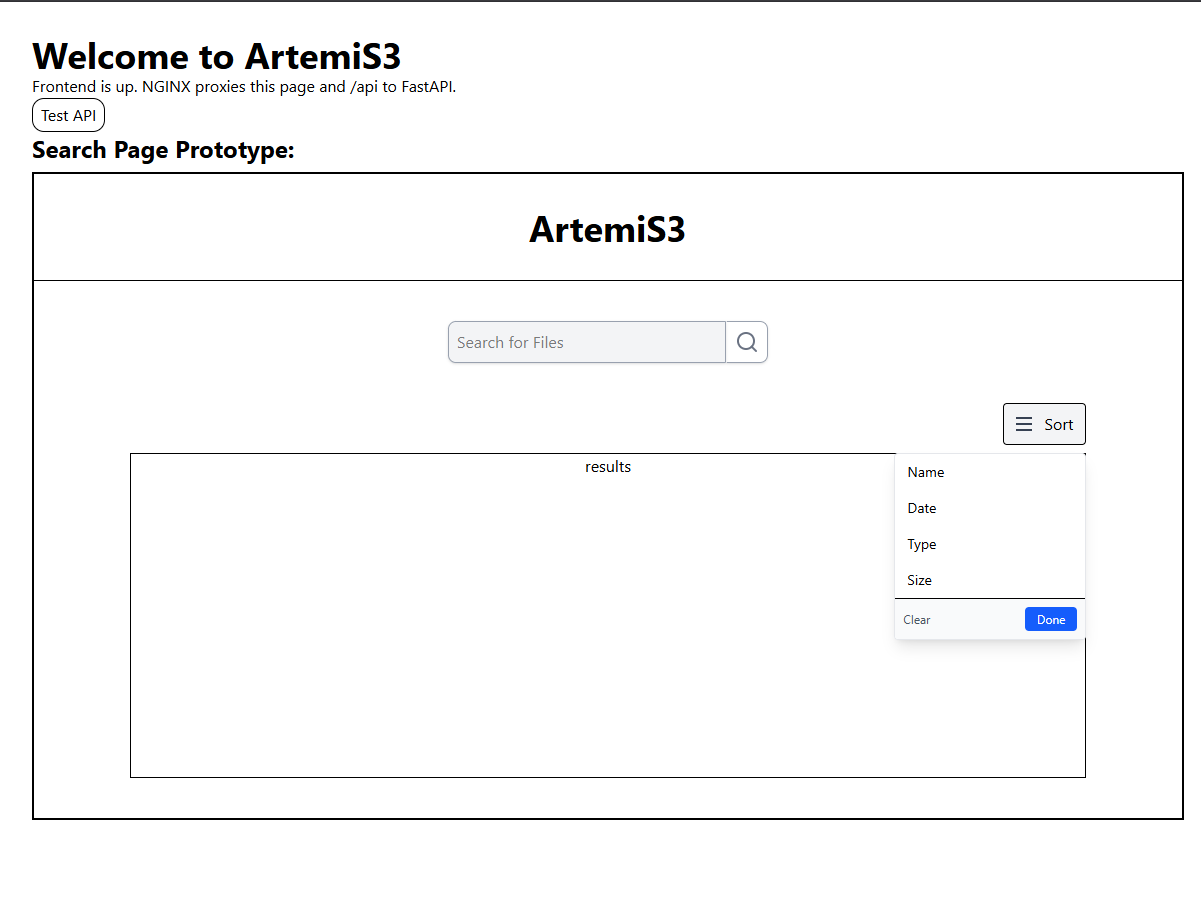 Welcome to ArtemiS3
Frontend is up. NGINX proxies this page and /api to FastAPI.
Test API
Search Page Prototype:
ArtemiS3
Search for Files
Sort
results
Name
Date
Type
Size
Clear
Done